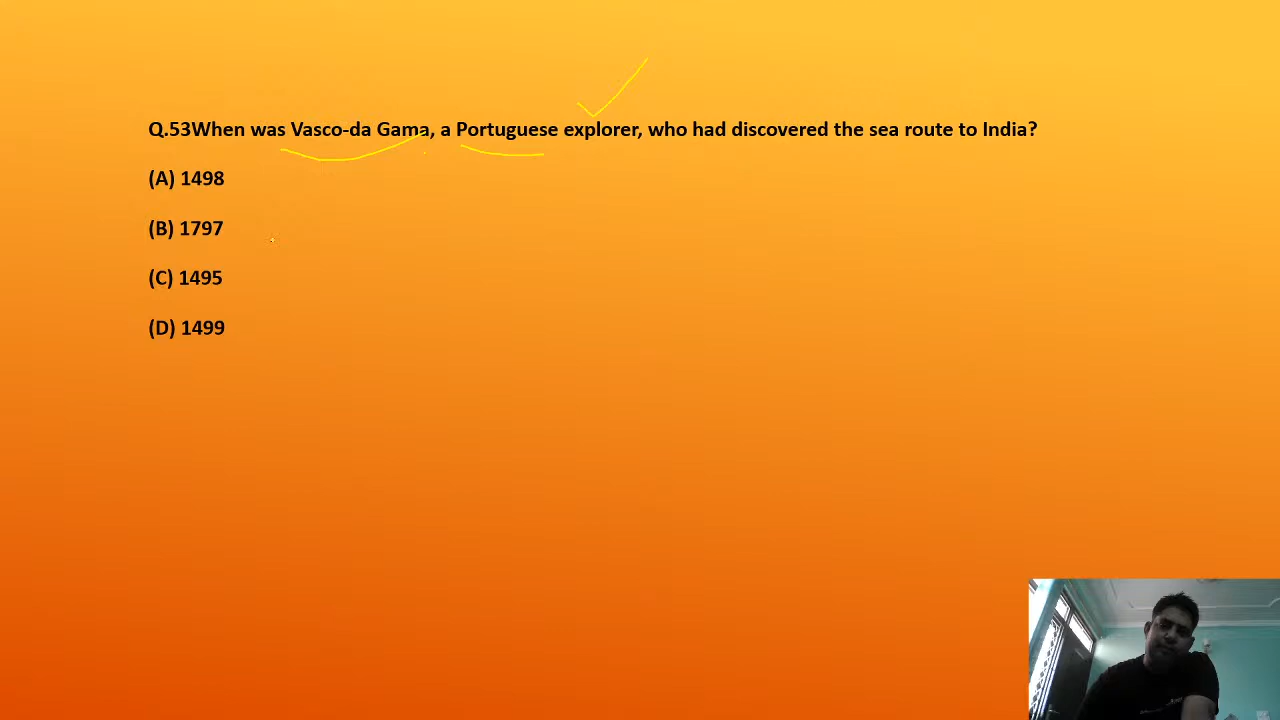 Q.53When was Vasco-da Gama, a Portuguese explorer, who had discovered the sea route to India?
(A) 1498
(B) 1797
(C) 1495
(D) 1499